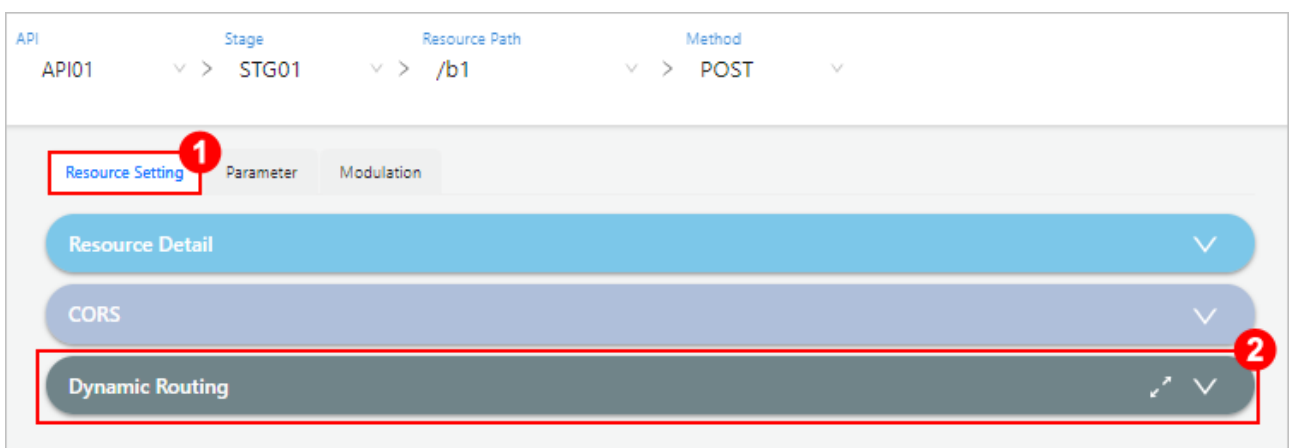 API Stage Resource Path Method
API01 > STG01 > /b1 > POST
1
Resource Setting Parameter Modulation
Resource Detail
CORS
2
Dynamic Routing